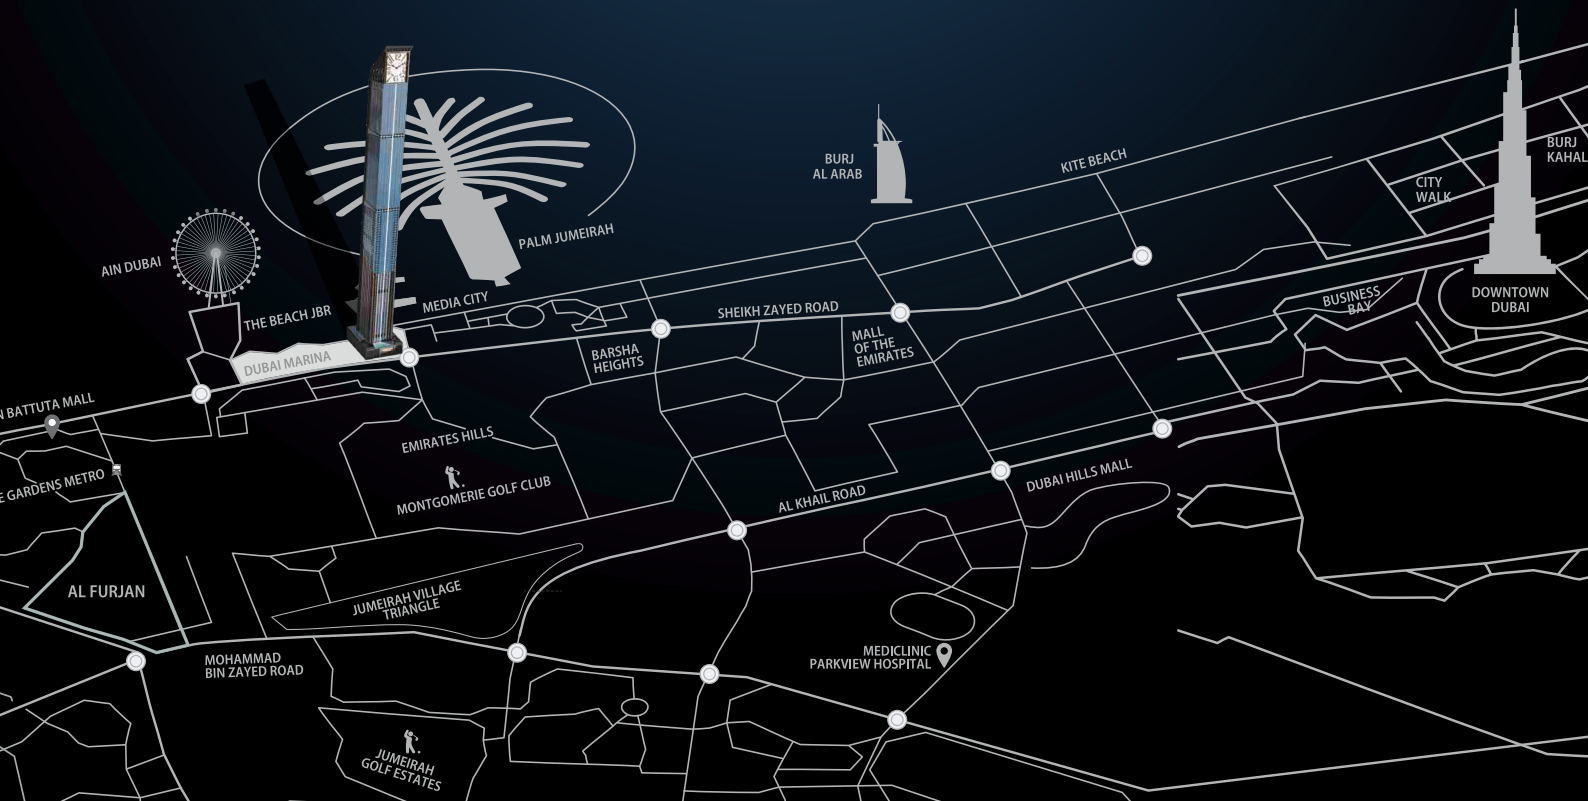 BURJ
AL ARAB
KITE BEACH
BURJ
KAHAL
CITY
WALK
PALM JUMEIRAH
AIN DUBAI
MEDIA CITY
THE BEACH JBR
DUBAI MARINA
SHEIKH ZAYED ROAD
BARSHA
HEIGHTS
MALL
OF THE
EMIRATES
BUSINESS
BAY
DOWNTOWN
DUBAI
N BATTUTA MALL
EMIRATES HILLS
E GARDENS METRO
MONTGOMERIE GOLF CLUB
AL KHAIL ROAD
DUBAI HILLS MALL
AL FURJAN
JUMEIRAH VILLAGE
TRIANGLE
MOHAMMAD
BIN ZAYED ROAD
MEDICLINIC
PARKVIEW HOSPITAL
JUMEIRAH
GOLF ESTATES